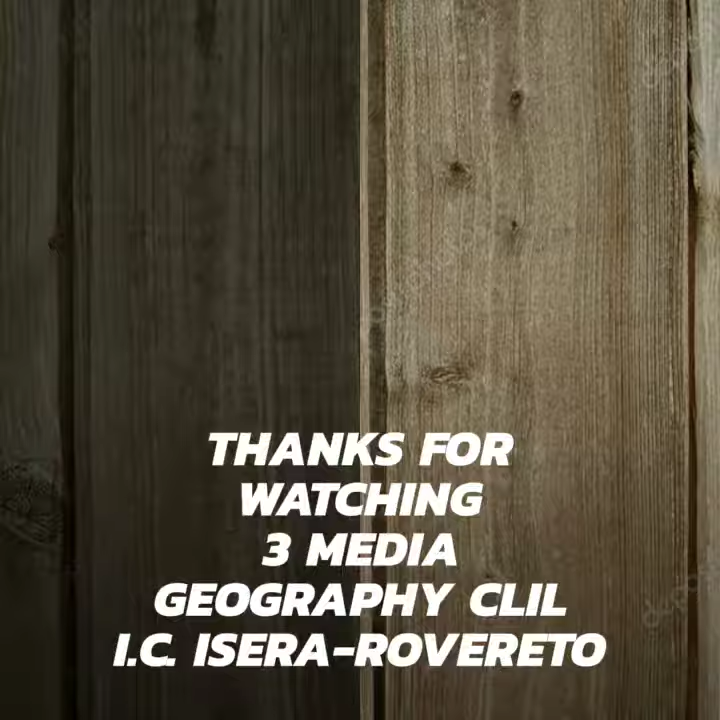 THANKS FOR
WATCHING
3 MEDIA
GEOGRAPHY CLIL
I.C. ISERA-ROVERETO